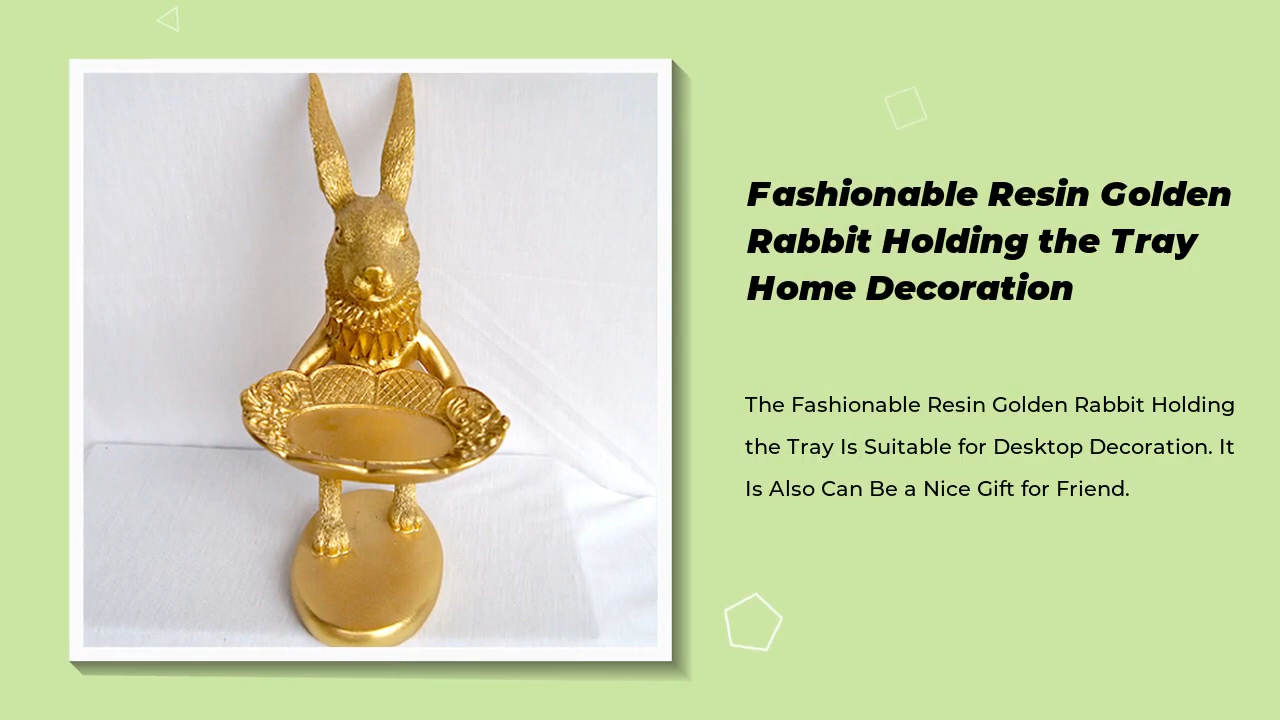 Fashionable Resin Golden
Rabbit Holding the Tray
Home Decoration
The Fashionable Resin Golden Rabbit Holding
the Tray Is Suitable for Desktop Decoration. It
Is Also Can Be a Nice Gift for Friend.